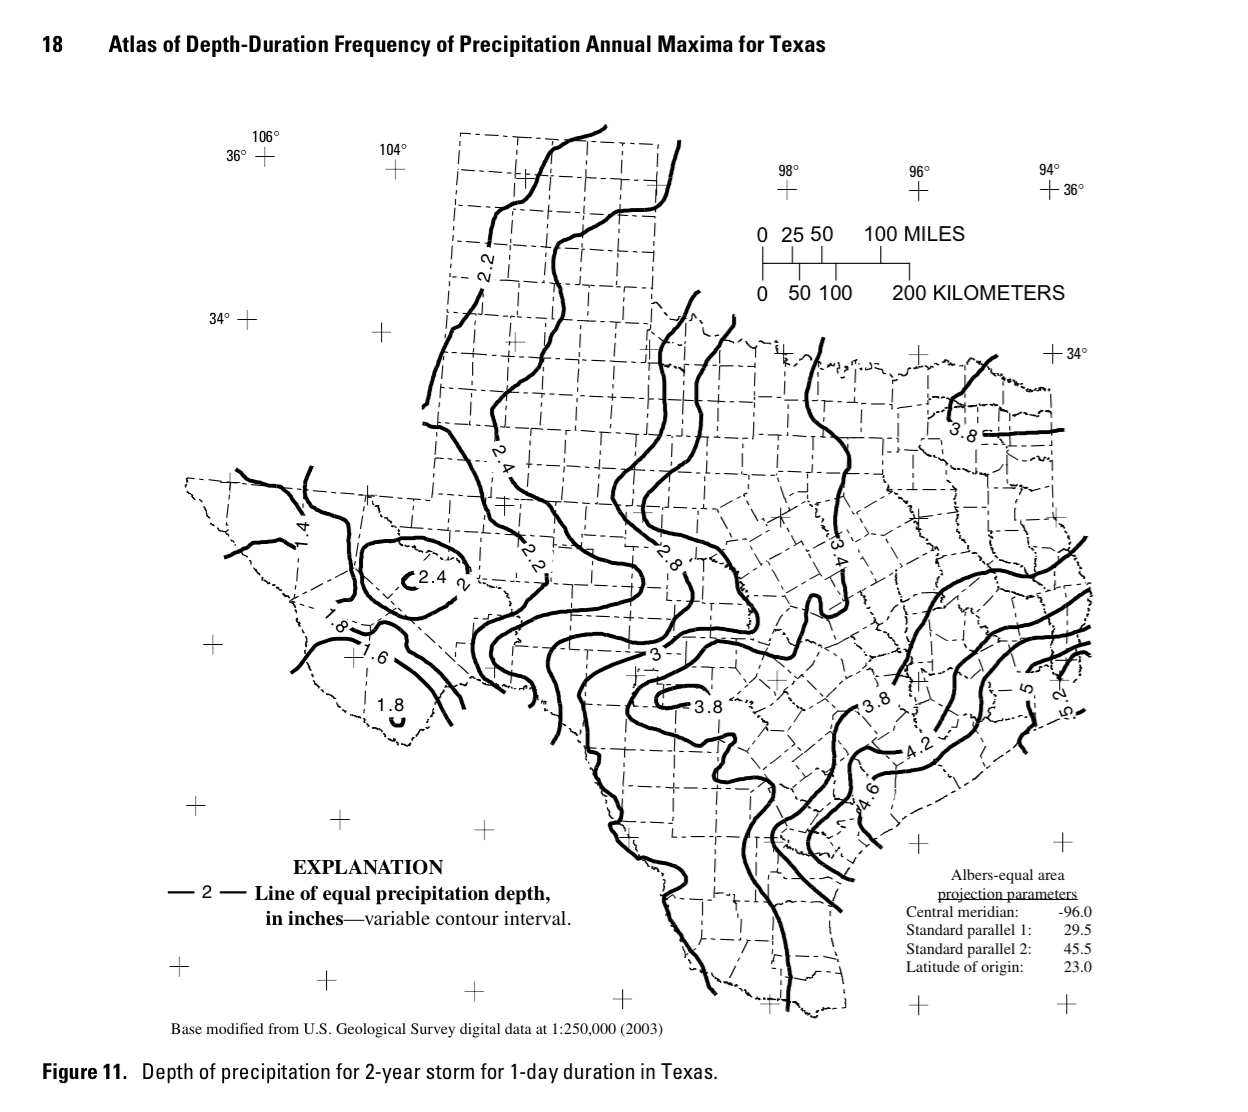 18 Atlas of Depth-Duration Frequency of Precipitation Annual Maxima for Texas
106°
36°
104°
98°
96°
94°
36°
0 25 50 100 MILES
0 50 100 200 KILOMETERS
2.2
34°
34°
3.8
2.4
1.4
2.2
2.8
3.4
2.4
2
1.8
1.6
3
1.8
3.8
3.8
5
5.2
4.2
4.6
EXPLANATION
2 Line of equal precipitation depth,
in inches—variable contour interval.
Albers-equal area
projection parameters
Central meridian: -96.0
Standard parallel 1: 29.5
Standard parallel 2: 45.5
Latitude of origin: 23.0
Base modified from U.S. Geological Survey digital data at 1:250,000 (2003)
Figure 11. Depth of precipitation for 2-year storm for 1-day duration in Texas.